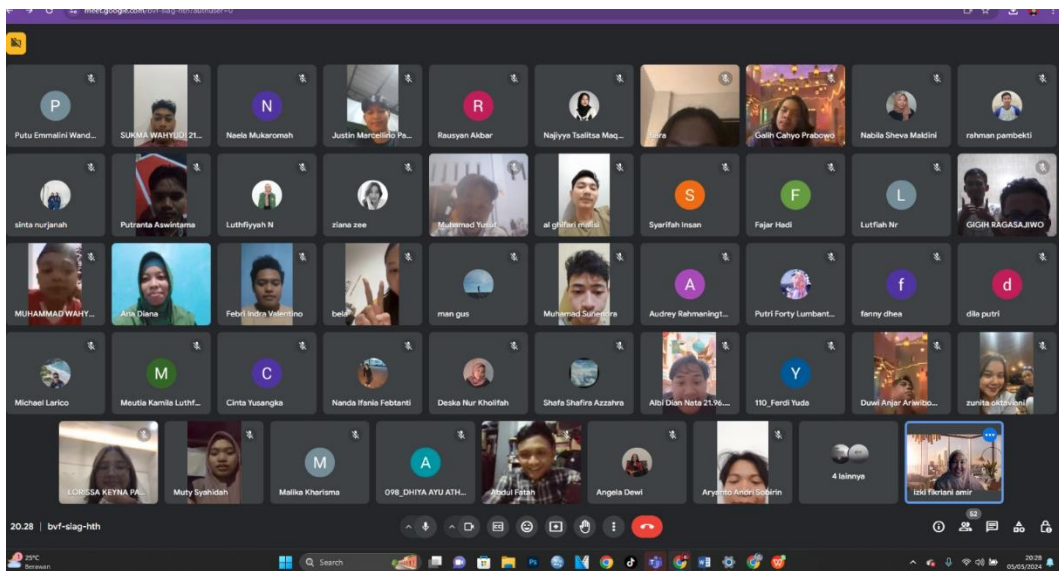 meet.google.com/bvf-siag-hth?authuser=0
P N R
Putu Emmalini Wand... SUKMA WAHYUDI 21... Naela Mukaromah Justin Marcellino Pa... Rausyan Akbar Najiyya Tsalitsa Maq... tiara Galih Cahyo Prabowo Nabila Sheva Maldini rahman pambekti
S F L
sinta nurjanah Putranta Aswintama Luthfiyyah N ziana zee Muhamad Yusuf al ghifari malisi Syarifah Insan Fajar Hadi Lutfiah Nr GIGIH RAGASAJIWO
A f d
MUHAMMAD WAHY... Ana Diana Febri Indra Valentino bela man gus Muhamad Sunendra Audrey Rahmaningt... Putri Forty Lumbant... fanny dhea dila putri
M C Y
Michael Larico Meutia Kamila Luthf... Cinta Yusangka Nanda Ifania Febtanti Deska Nur Kholifah Shafa Shafira Azzahra Albi Dian Nata 21.96.... 110_Ferdi Yuda Duwi Anjar Ariwibo... zunita oktaviani
M A
LORISSA KEYNA PA... Muty Syahidah Malika Kharisma 098_DHIYA AYU ATH... Abdul Fatah Angela Dewi Aryanto Andri Sobirin 4 lainnya izki fikriani amir
52
20.28 | bvf-siag-hth
25°C
Berawan
Search
20:28
05/05/2024